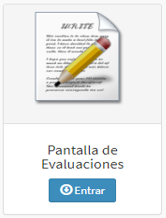 WRITE
Pantalla de
Evaluaciones
Entrar